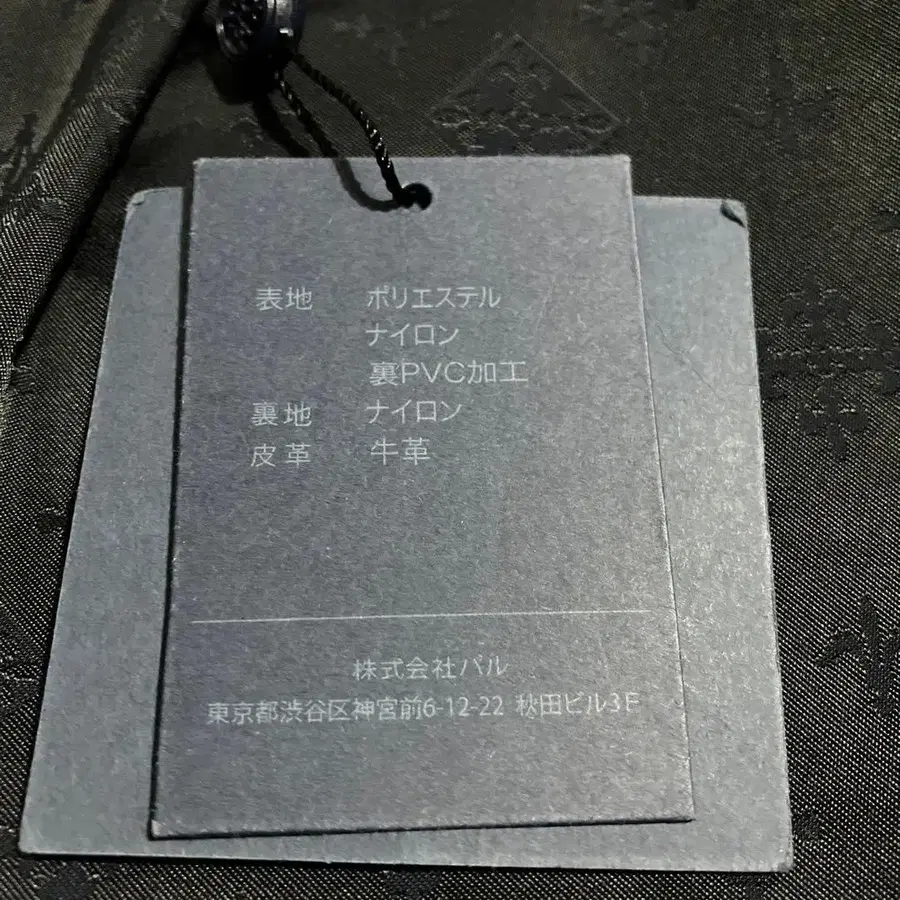 表地 ポリエステル
ナイロン
裏PVC加工
裏地 ナイロン
皮革 牛革
株式会社バル
東京都渋谷区神宮前6-12-22 秋田ビル3F